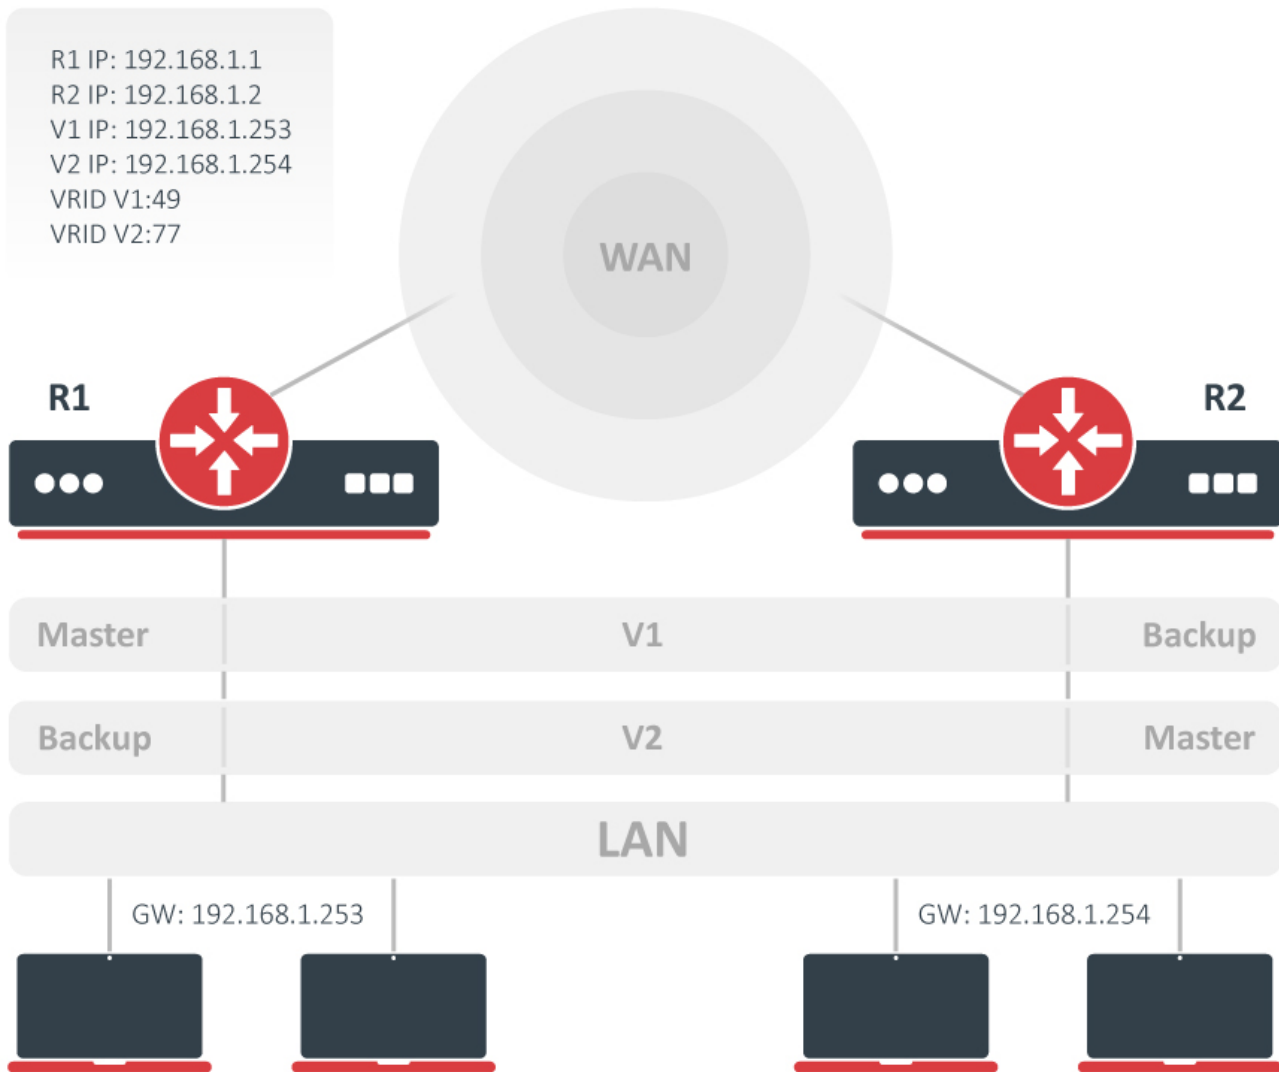 R1 IP: 192.168.1.1
R2 IP: 192.168.1.2
V1 IP: 192.168.1.253
V2 IP: 192.168.1.254
VRID V1:49
VRID V2:77
WAN
R1
R2
Master V1 Backup
Backup V2 Master
LAN
GW: 192.168.1.253 GW: 192.168.1.254